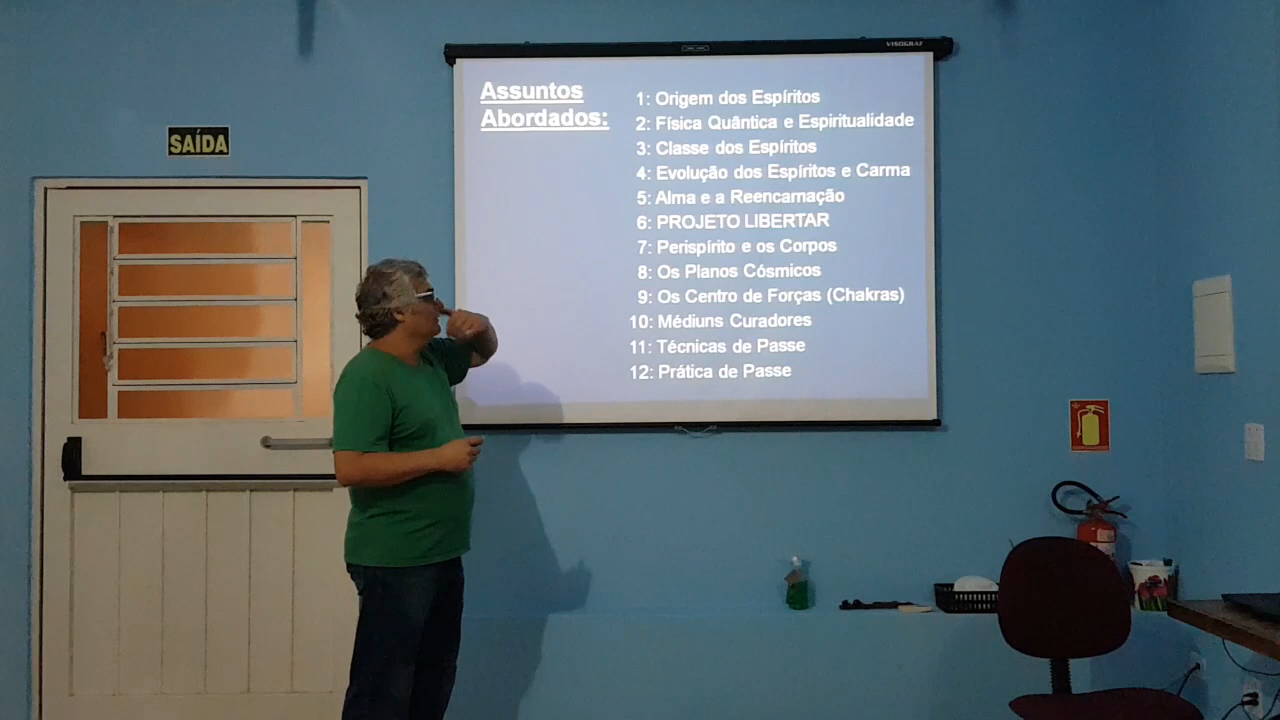 VISOGRAF
SAÍDA
Assuntos
Abordados:
1: Origem dos Espíritos
2: Física Quântica e Espiritualidade
3: Classe dos Espíritos
4: Evolução dos Espíritos e Carma
5: Alma e a Reencarnação
6: PROJETO LIBERTAR
7: Perispírito e os Corpos
8: Os Planos Cósmicos
9: Os Centro de Forças (Chakras)
10: Médiuns Curadores
11: Técnicas de Passe
12: Prática de Passe